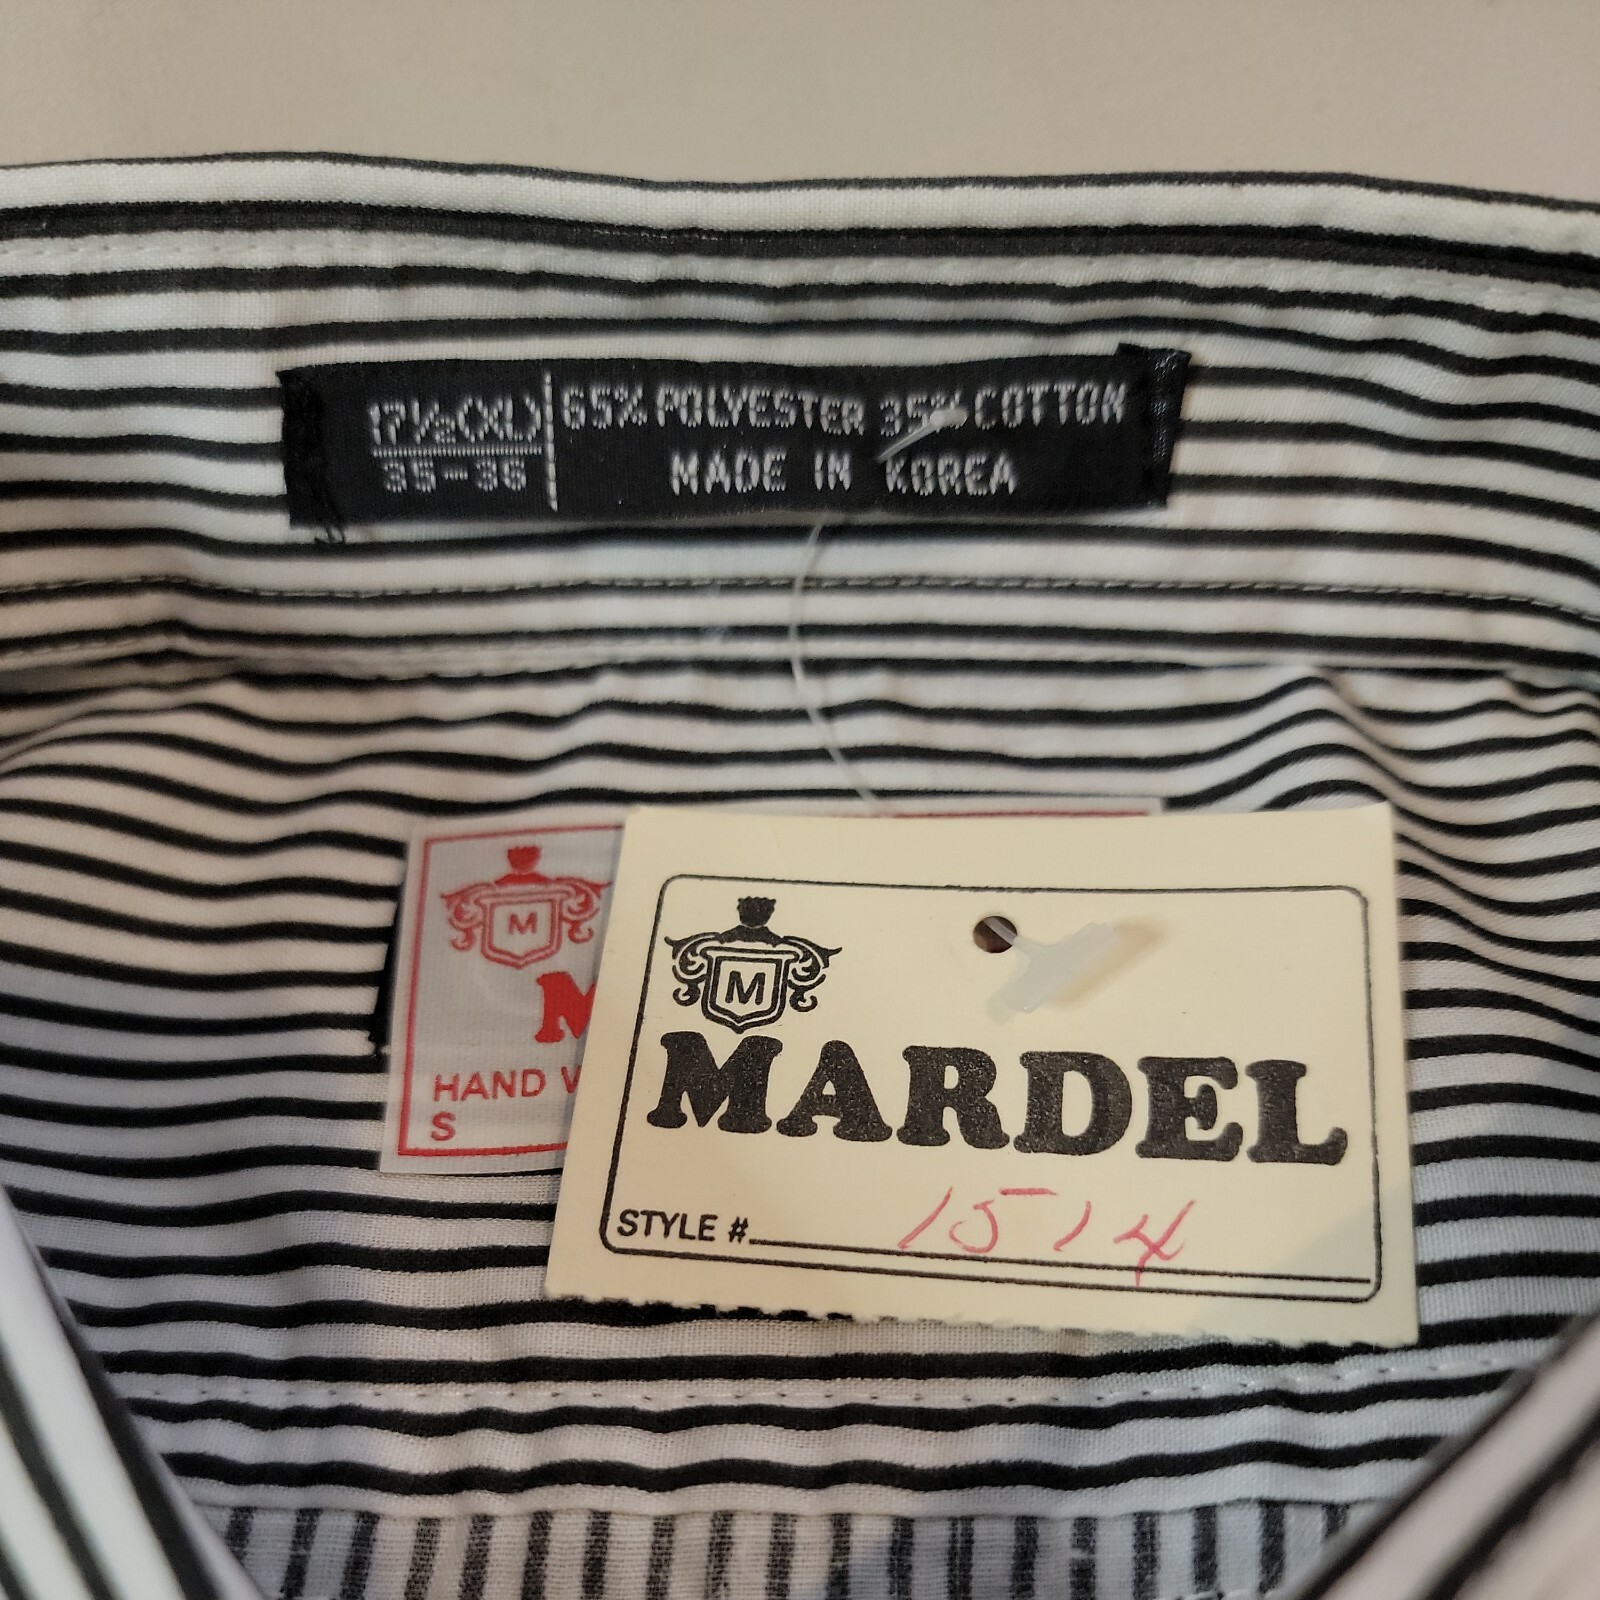 17½(XL) 65% POLYESTER 35% COTTON
35-36 MADE IN KOREA
M
M
HAND
S
M
MARDEL
STYLE # 1514